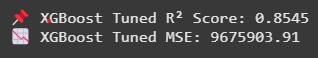 📌 XGBoost Tuned R² Score: 0.8545
📉 XGBoost Tuned MSE: 9675903.91